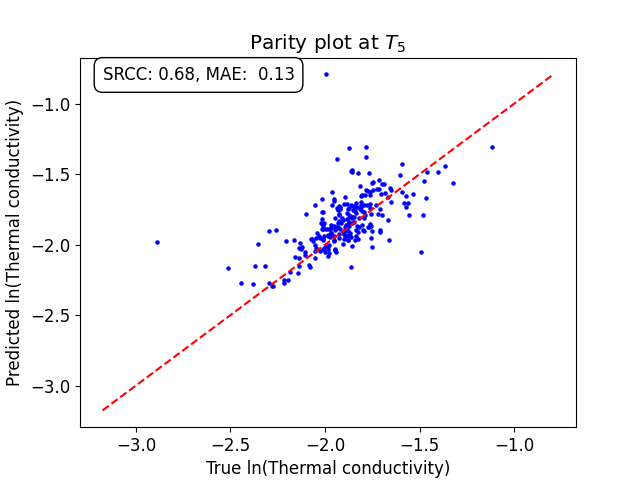 Parity plot at T5
SRCC: 0.68, MAE:  0.13
Predicted ln(Thermal conductivity)
−1.0
−1.5
−2.0
−2.5
−3.0
−3.0 −2.5 −2.0 −1.5 −1.0
True ln(Thermal conductivity)